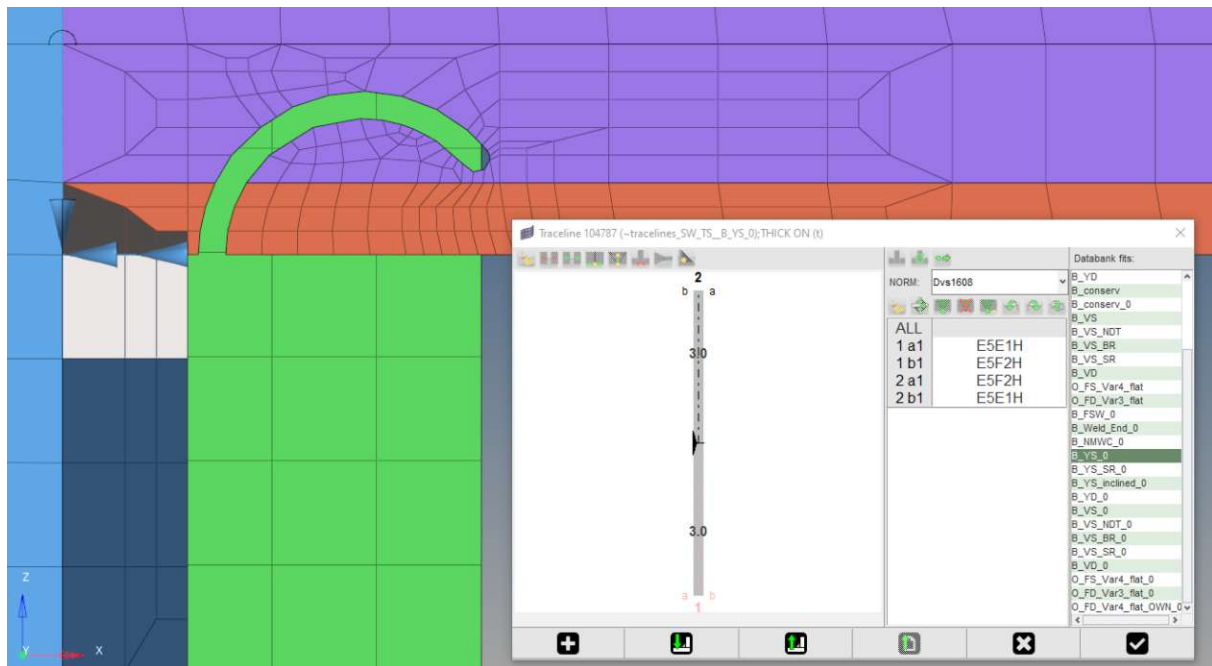 Traceline 104787 (~tracelines_SW_TS__B_YS_0);THICK ON (t)
2
b a
3.0
3.0
a b
1
NORM: Dvs1608
ALL
1 a1 E5E1H
1 b1 E5F2H
2 a1 E5F2H
2 b1 E5E1H
Databank fits:
B_YD
B_conserv
B_conserv_0
B_VS
B_VS_NDT
B_VS_BR
B_VS_SR
B_VD
O_FS_Var4_flat
O_FD_Var3_flat
B_FSW_0
B_Weld_End_0
B_NMWC_0
B_YS_0
B_YS_SR_0
B_YS_inclined_0
B_YD_0
B_VS_0
B_VS_NDT_0
B_VS_BR_0
B_VS_SR_0
B_VD_0
O_FS_Var4_flat_0
O_FD_Var3_flat_0
O_FD_Var4_flat_OWN_0
Z
Y X